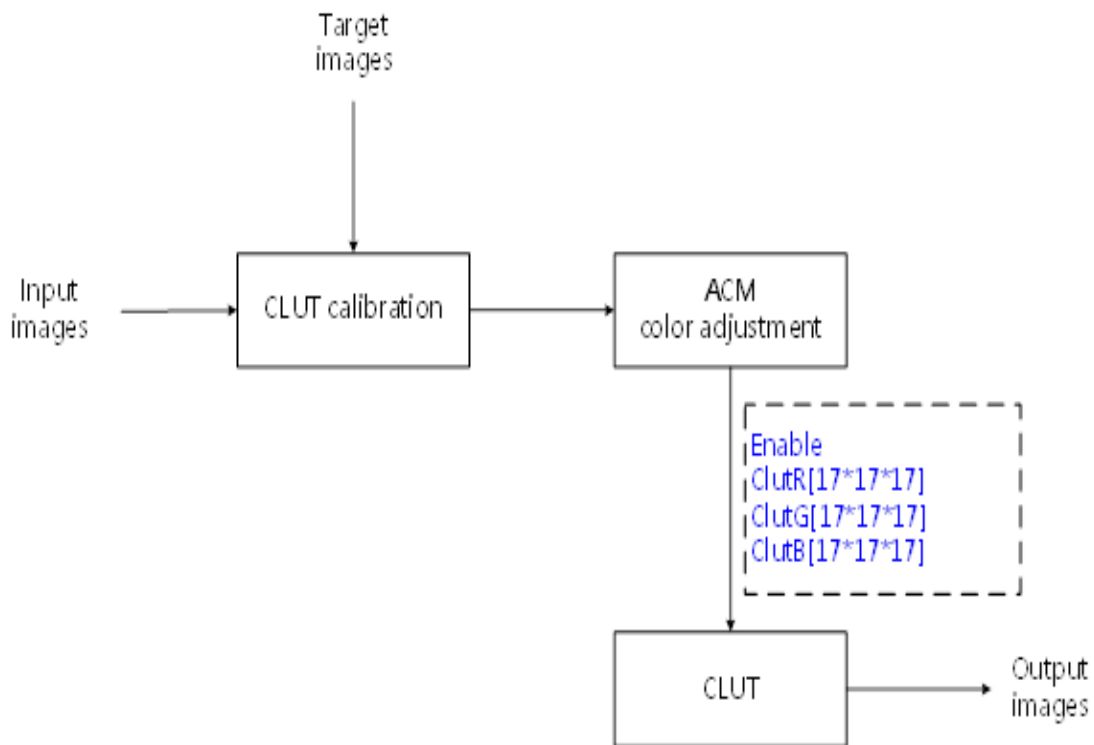 Target
images
Input
images
CLUT calibration
ACM
color adjustment
Enable
ClutR[17*17*17]
ClutG[17*17*17]
ClutB[17*17*17]
CLUT
Output
images